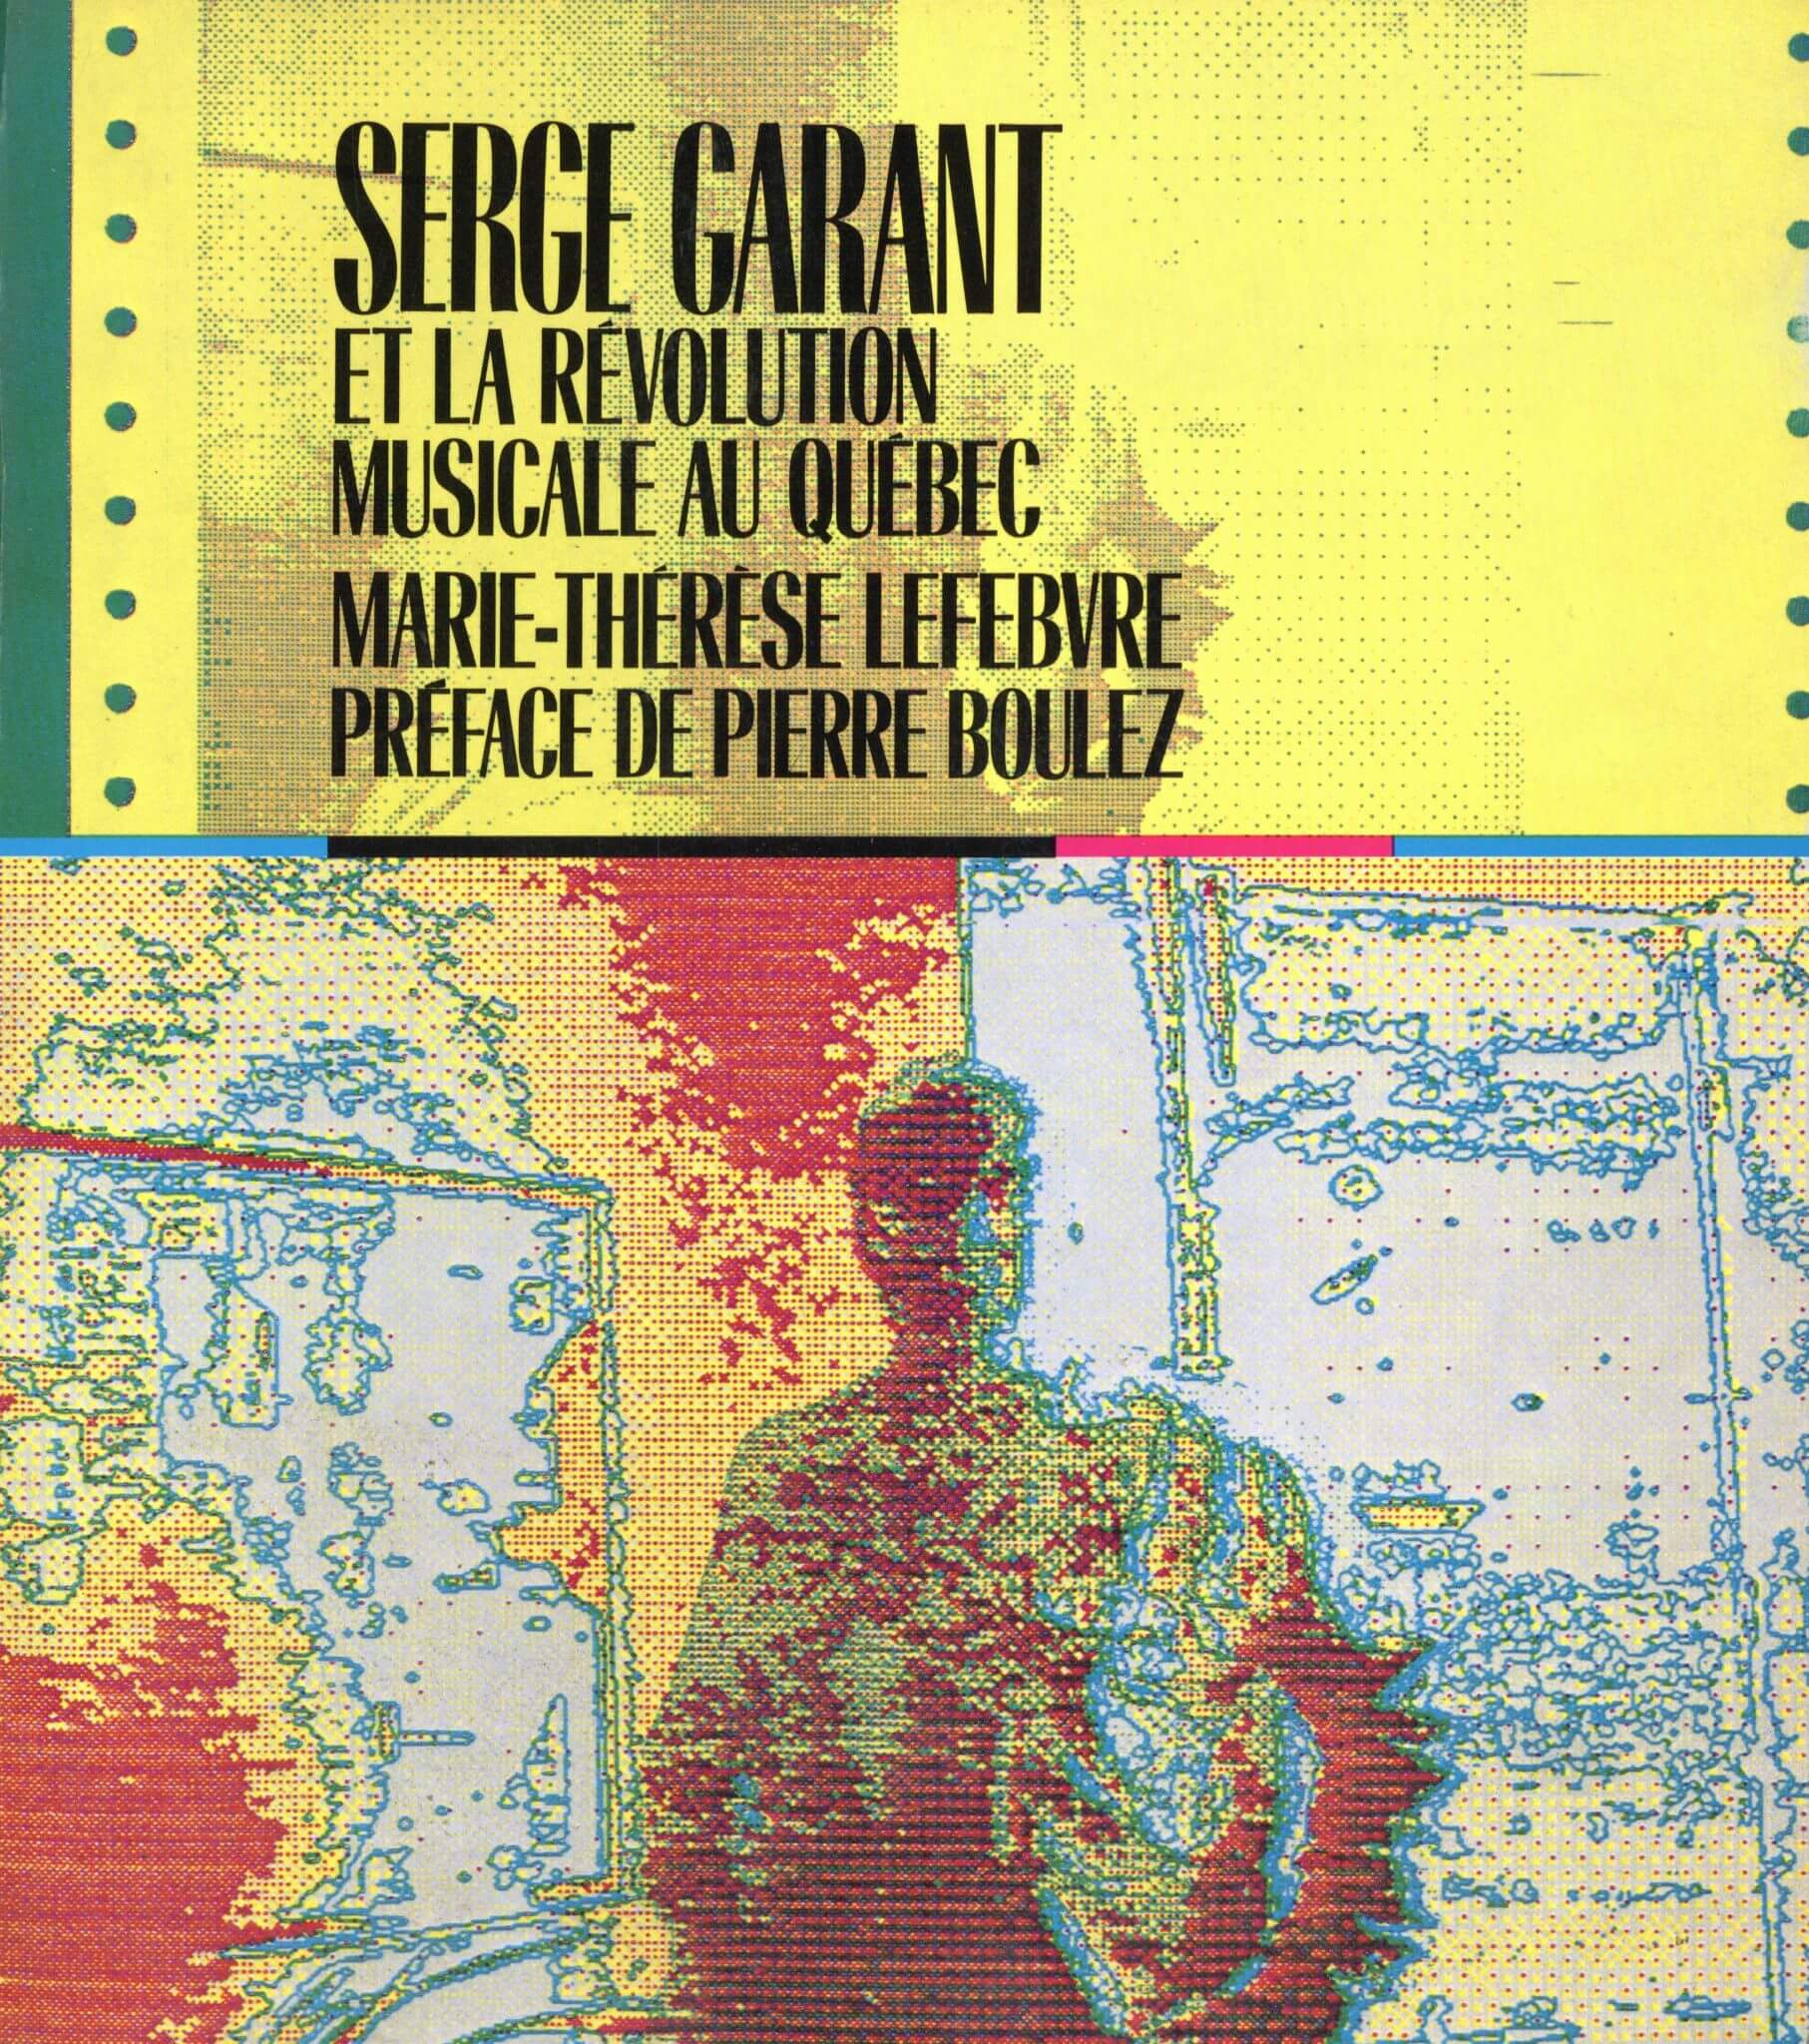 SERGE GARANT
ET LA RÉVOLUTION
MUSICALE AU QUÉBEC
MARIE-THÉRÈSE LEFEBVRE
PRÉFACE DE PIERRE BOULEZ